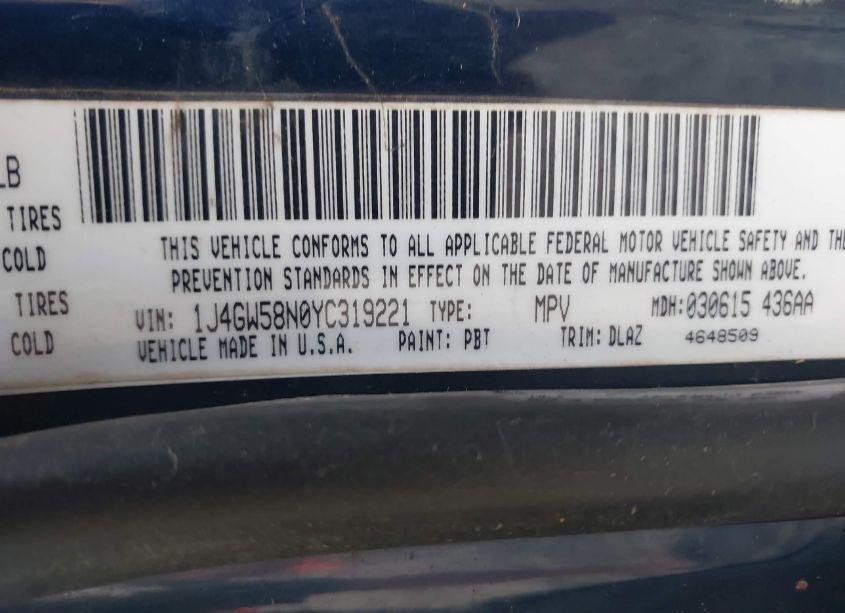 LB
TIRES
COLD
TIRES
COLD
THIS VEHICLE CONFORMS TO ALL APPLICABLE FEDERAL MOTOR VEHICLE SAFETY AND THE
PREVENTION STANDARDS IN EFFECT ON THE DATE OF MANUFACTURE SHOWN ABOVE.
VIN: 1J4GW58N0YC319221 TYPE: MPV MDH:030615 436AA
VEHICLE MADE IN U.S.A. PAINT: PBT TRIM: DLAZ 4648509